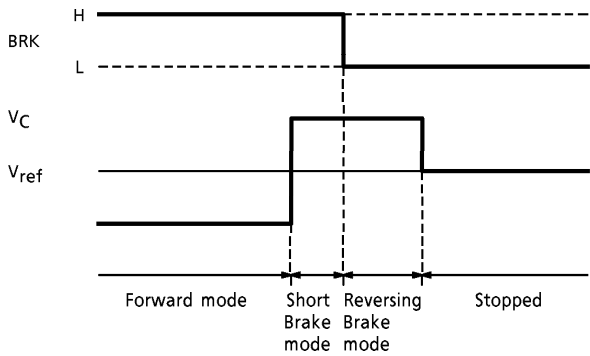 H
BRK
L
VC
Vref
Forward mode
Short Brake mode
Reversing Brake mode
Stopped